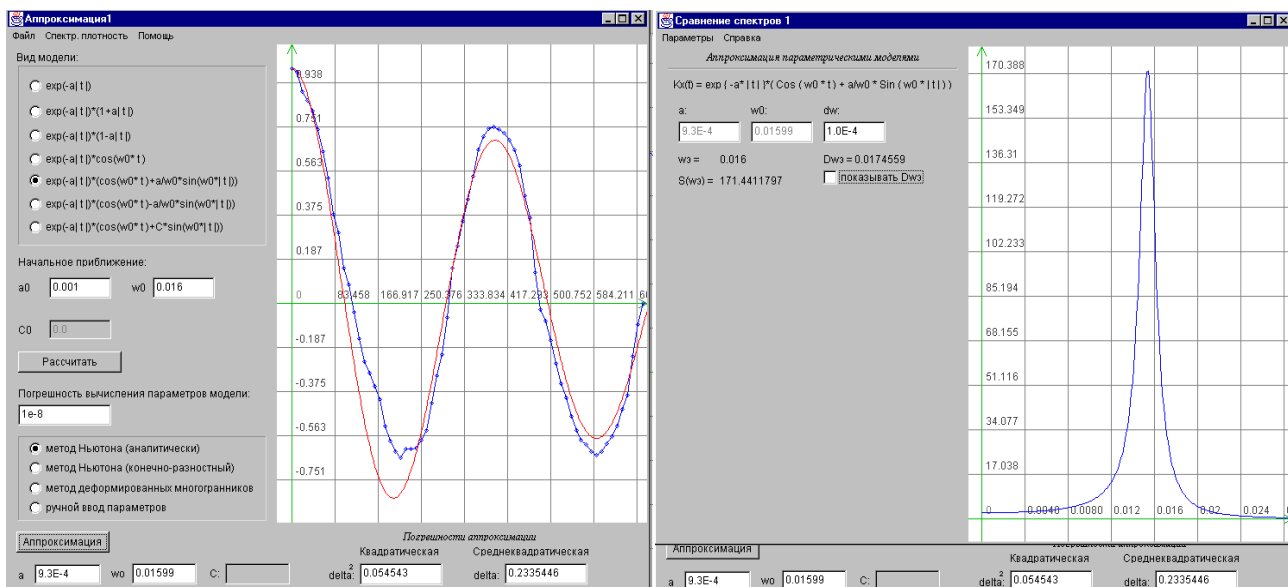 Аппроксимация1
Файл Спектр. плотность Помощь
Вид модели:
exp(-a| t |)
exp(-a| t |)*(1+a| t |)
exp(-a| t |)*(1-a| t |)
exp(-a| t |)*cos(w0* t )
exp(-a| t |)*(cos(w0* t )+a/w0*sin(w0*| t |))
exp(-a| t |)*(cos(w0* t )-a/w0*sin(w0*| t |))
exp(-a| t |)*(cos(w0* t )+C*sin(w0*| t |))
Начальное приближение:
a0 0.001 w0 0.016
C0 0.0
Рассчитать
Погрешность вычисления параметров модели:
1e-8
метод Ньютона (аналитически)
метод Ньютона (конечно-разностный)
метод деформированных многогранников
ручной ввод параметров
Аппроксимация
a 9.3E-4 wo 0.01599 C:
0.938
0.751
0.563
0.375
0.187
0 83.458 166.917 250.376 333.834 417.293 500.752 584.211
-0.187
-0.375
-0.563
-0.751
Погрешности аппроксимации
Квадратическая Среднеквадратическая
delta: 2 0.054543 delta: 0.2335446
Сравнение спектров 1
Параметры Справка
Аппроксимация параметрическими моделями
Kx(t) = exp ( -a* | t | )*( Cos ( w0 * t ) + a/w0 * Sin ( w0 * | t | ) )
a: w0: dw:
9.3E-4 0.01599 1.0E-4
wэ = 0.016 Dwэ = 0.0174559
S(wэ) = 171.4411797 показывать Dwэ
170.388
153.349
136.31
119.272
102.233
85.194
68.155
51.116
34.077
17.038
0 0.0040 0.0080 0.012 0.016 0.02 0.024
Аппроксимация
a 9.3E-4 wo 0.01599 C:
Квадратическая Среднеквадратическая
delta: 2 0.054543 delta: 0.2335446